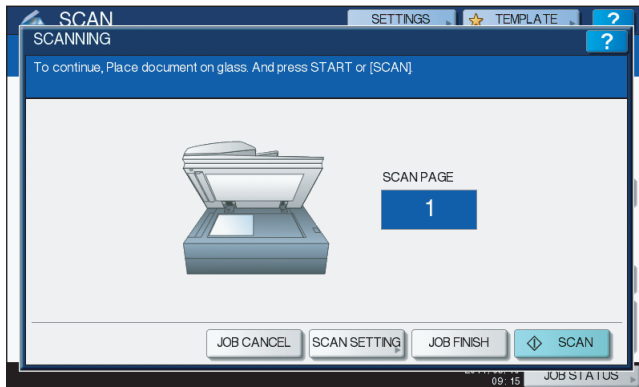 SCAN
SETTINGS
TEMPLATE
?
SCANNING
?
To continue, Place document on glass. And press START or [SCAN].
SCAN PAGE
1
JOB CANCEL
SCAN SETTING
JOB FINISH
SCAN
09:15
JOB STATUS